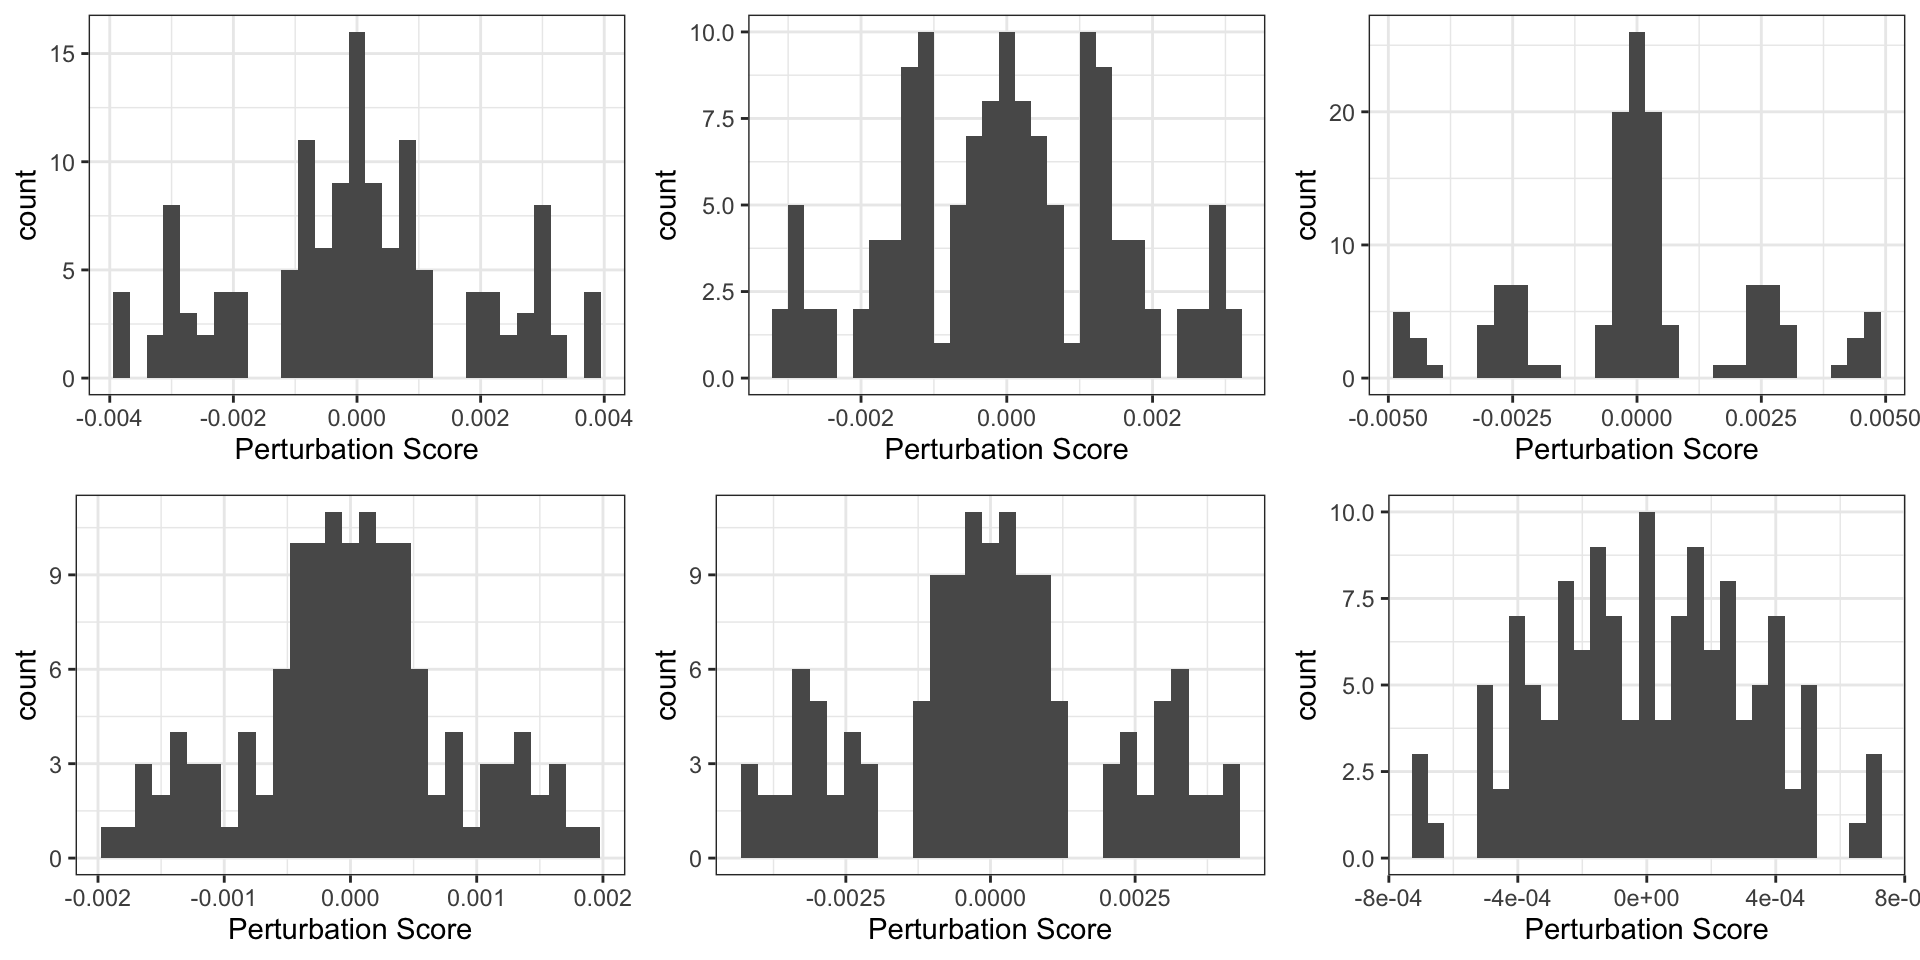 15
10
5
0
count
-0.004 -0.002 0.000 0.002 0.004
Perturbation Score
10.0
7.5
5.0
2.5
0.0
count
-0.002 0.000 0.002
Perturbation Score
20
10
0
count
-0.0050 -0.0025 0.0000 0.0025 0.0050
Perturbation Score
9
6
3
0
count
-0.002 -0.001 0.000 0.001 0.002
Perturbation Score
9
6
3
0
count
-0.0025 0.0000 0.0025
Perturbation Score
10.0
7.5
5.0
2.5
0.0
count
-8e-04 -4e-04 0e+00 4e-04 8e-0
Perturbation Score